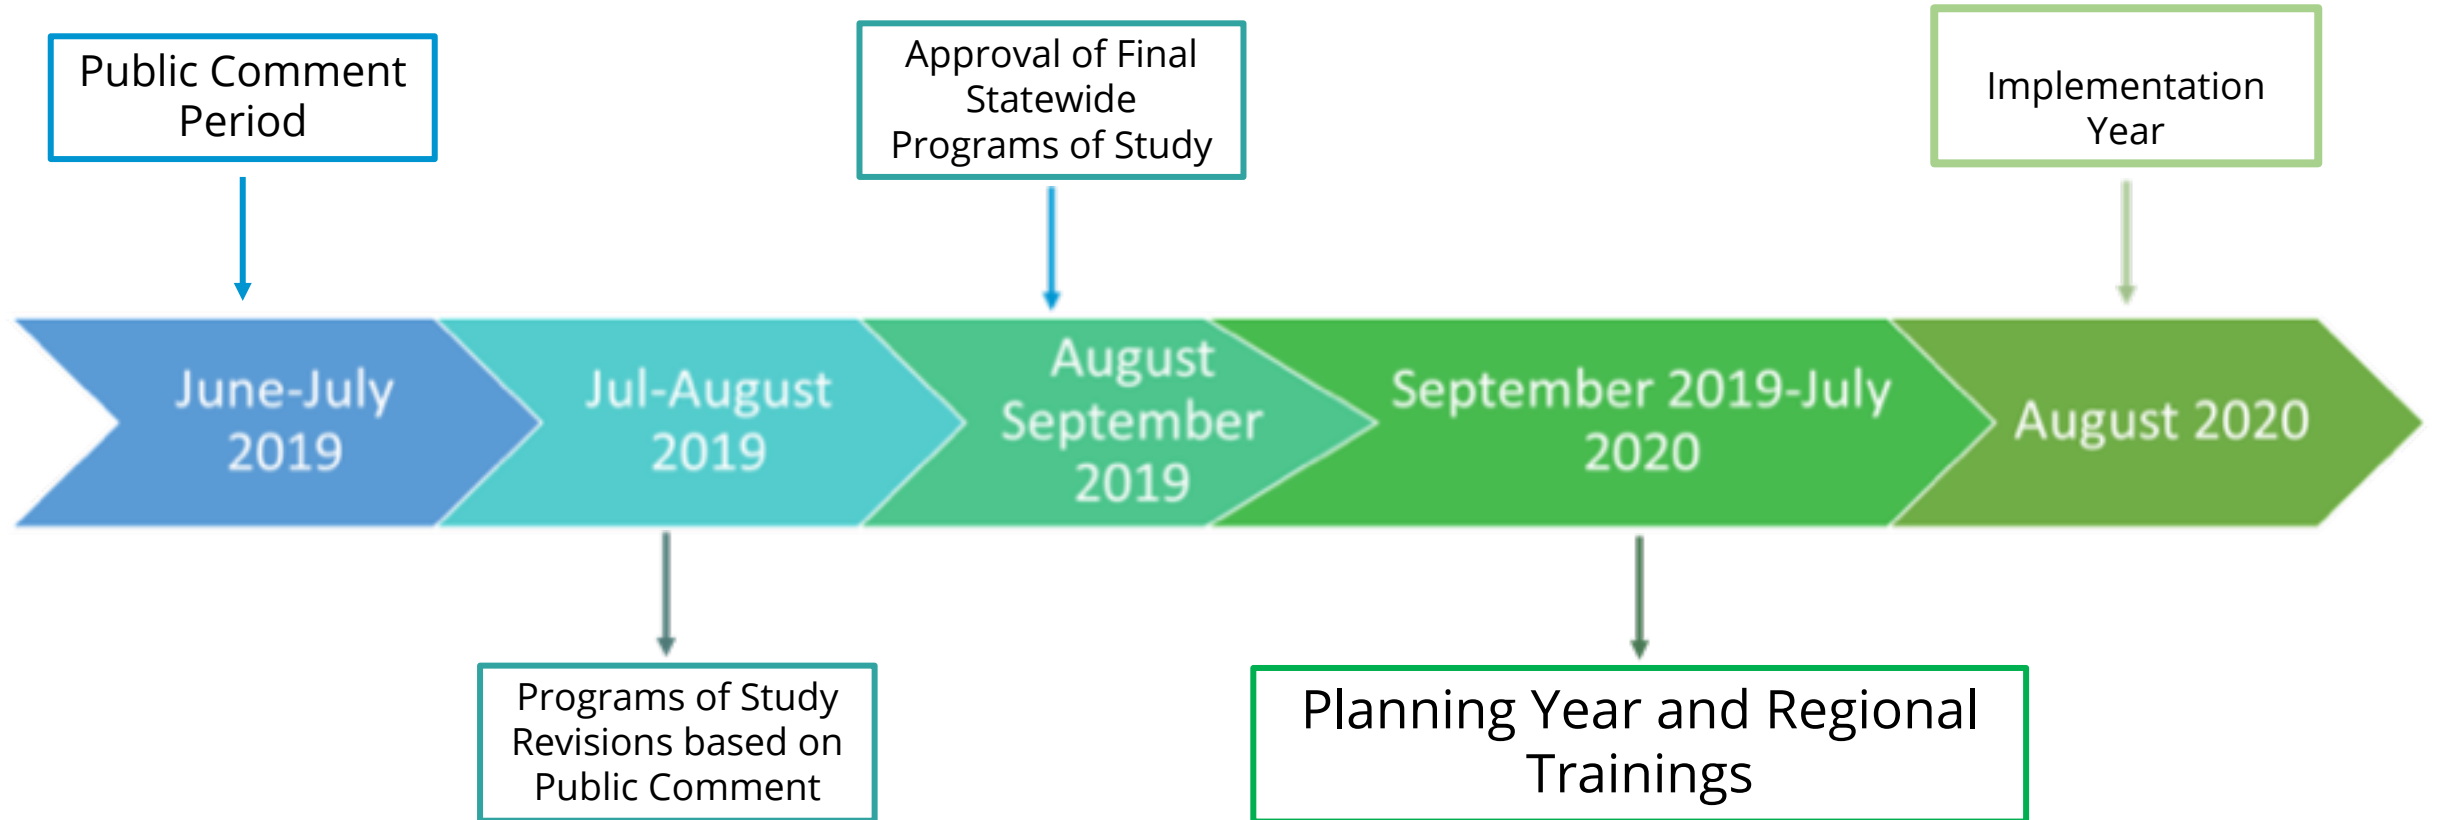 Public Comment
Period
Approval of Final
Statewide
Programs of Study
Implementation
Year
June-July
2019
Jul-August
2019
August
September
2019
September 2019-July
2020
August 2020
Programs of Study
Revisions based on
Public Comment
Planning Year and Regional
Trainings